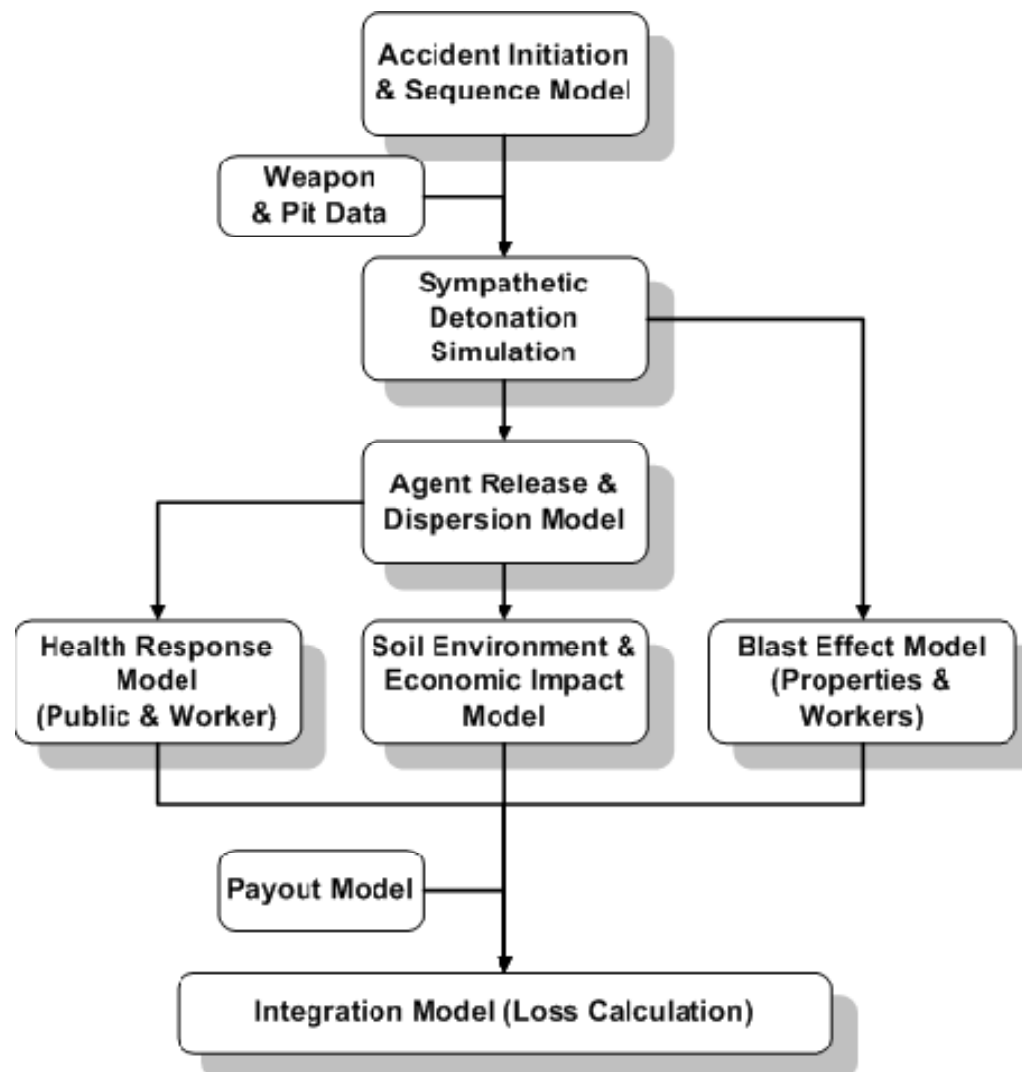 Accident Initiation
& Sequence Model
Weapon
& Pit Data
Sympathetic
Detonation
Simulation
Agent Release &
Dispersion Model
Health Response
Model
(Public & Worker)
Soil Environment &
Economic Impact
Model
Blast Effect Model
(Properties &
Workers)
Payout Model
Integration Model (Loss Calculation)